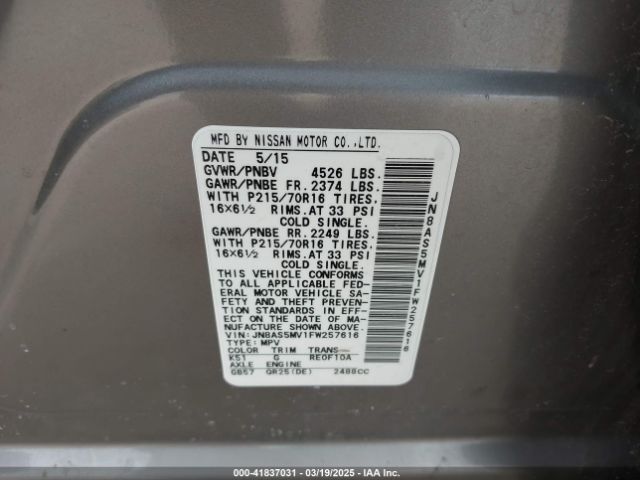 MFD BY NISSAN MOTOR CO.,LTD.
DATE 5/15
GVWR/PNBV 4526 LBS.
GAWR/PNBE FR. 2374 LBS.
WITH P215/70R16 TIRES.
16×6½ RIMS.AT 33 PSI
COLD SINGLE.
GAWR/PNBE RR. 2249 LBS.
WITH P215/70R16 TIRES.
16×6½ RIMS.AT 33 PSI
COLD SINGLE.
THIS VEHICLE CONFORMS
TO ALL APPLICABLE FED-
ERAL MOTOR VEHICLE SA-
FETY AND THEFT PREVEN-
TION STANDARDS IN EFF-
ECT ON THE DATE OF MA-
NUFACTURE SHOWN ABOVE.
VIN:JN8AS5MV1FW257616
TYPE:MPV
COLOR TRIM TRANS
K51 G RE0F10A
AXLE ENGINE
GB57 QR25(DE) 2488CC
JN8AS5MV1FW257616
000-41837031 - 03/19/2025 - IAA Inc.